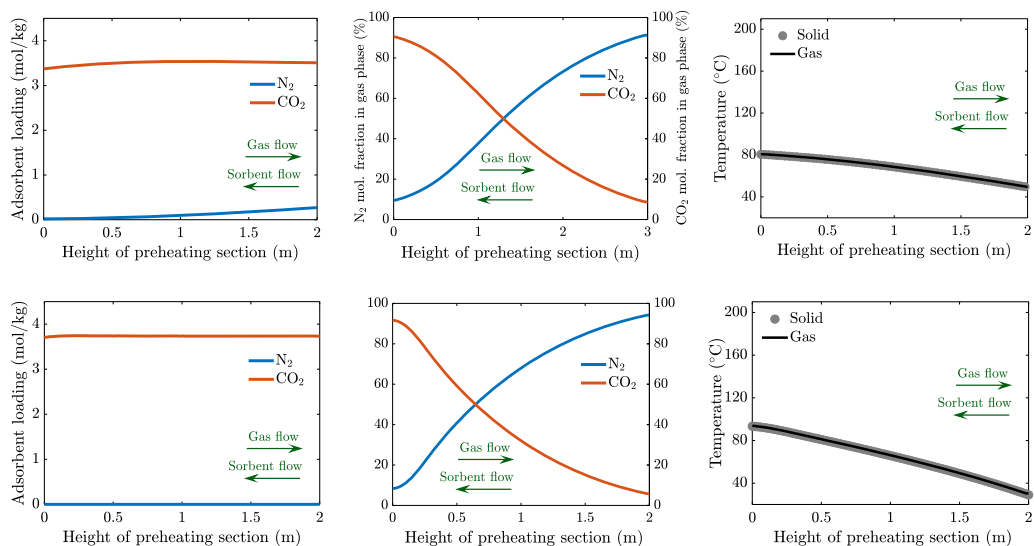 Adsorbent loading (mol/kg)
4
3
2
1
0
N₂
CO₂
Gas flow
Sorbent flow
0 0.5 1 1.5 2
Height of preheating section (m)
N₂ mol. fraction in gas phase (%)
100
80
60
40
20
0
N₂
CO₂
Gas flow
Sorbent flow
100
80
60
40
20
0
CO₂ mol. fraction in gas phase (%)
0 1 2 3
Height of preheating section (m)
Temperature (°C)
200
160
120
80
40
Solid
Gas
Gas flow
Sorbent flow
0 0.5 1 1.5 2
Height of preheating section (m)
Adsorbent loading (mol/kg)
4
3
2
1
0
N₂
CO₂
Gas flow
Sorbent flow
0 0.5 1 1.5 2
Height of preheating section (m)
100
80
60
40
20
0
N₂
CO₂
Gas flow
Sorbent flow
100
80
60
40
20
0
0 0.5 1 1.5 2
Height of preheating section (m)
Temperature (°C)
200
160
120
80
40
Solid
Gas
Gas flow
Sorbent flow
0 0.5 1 1.5 2
Height of preheating section (m)